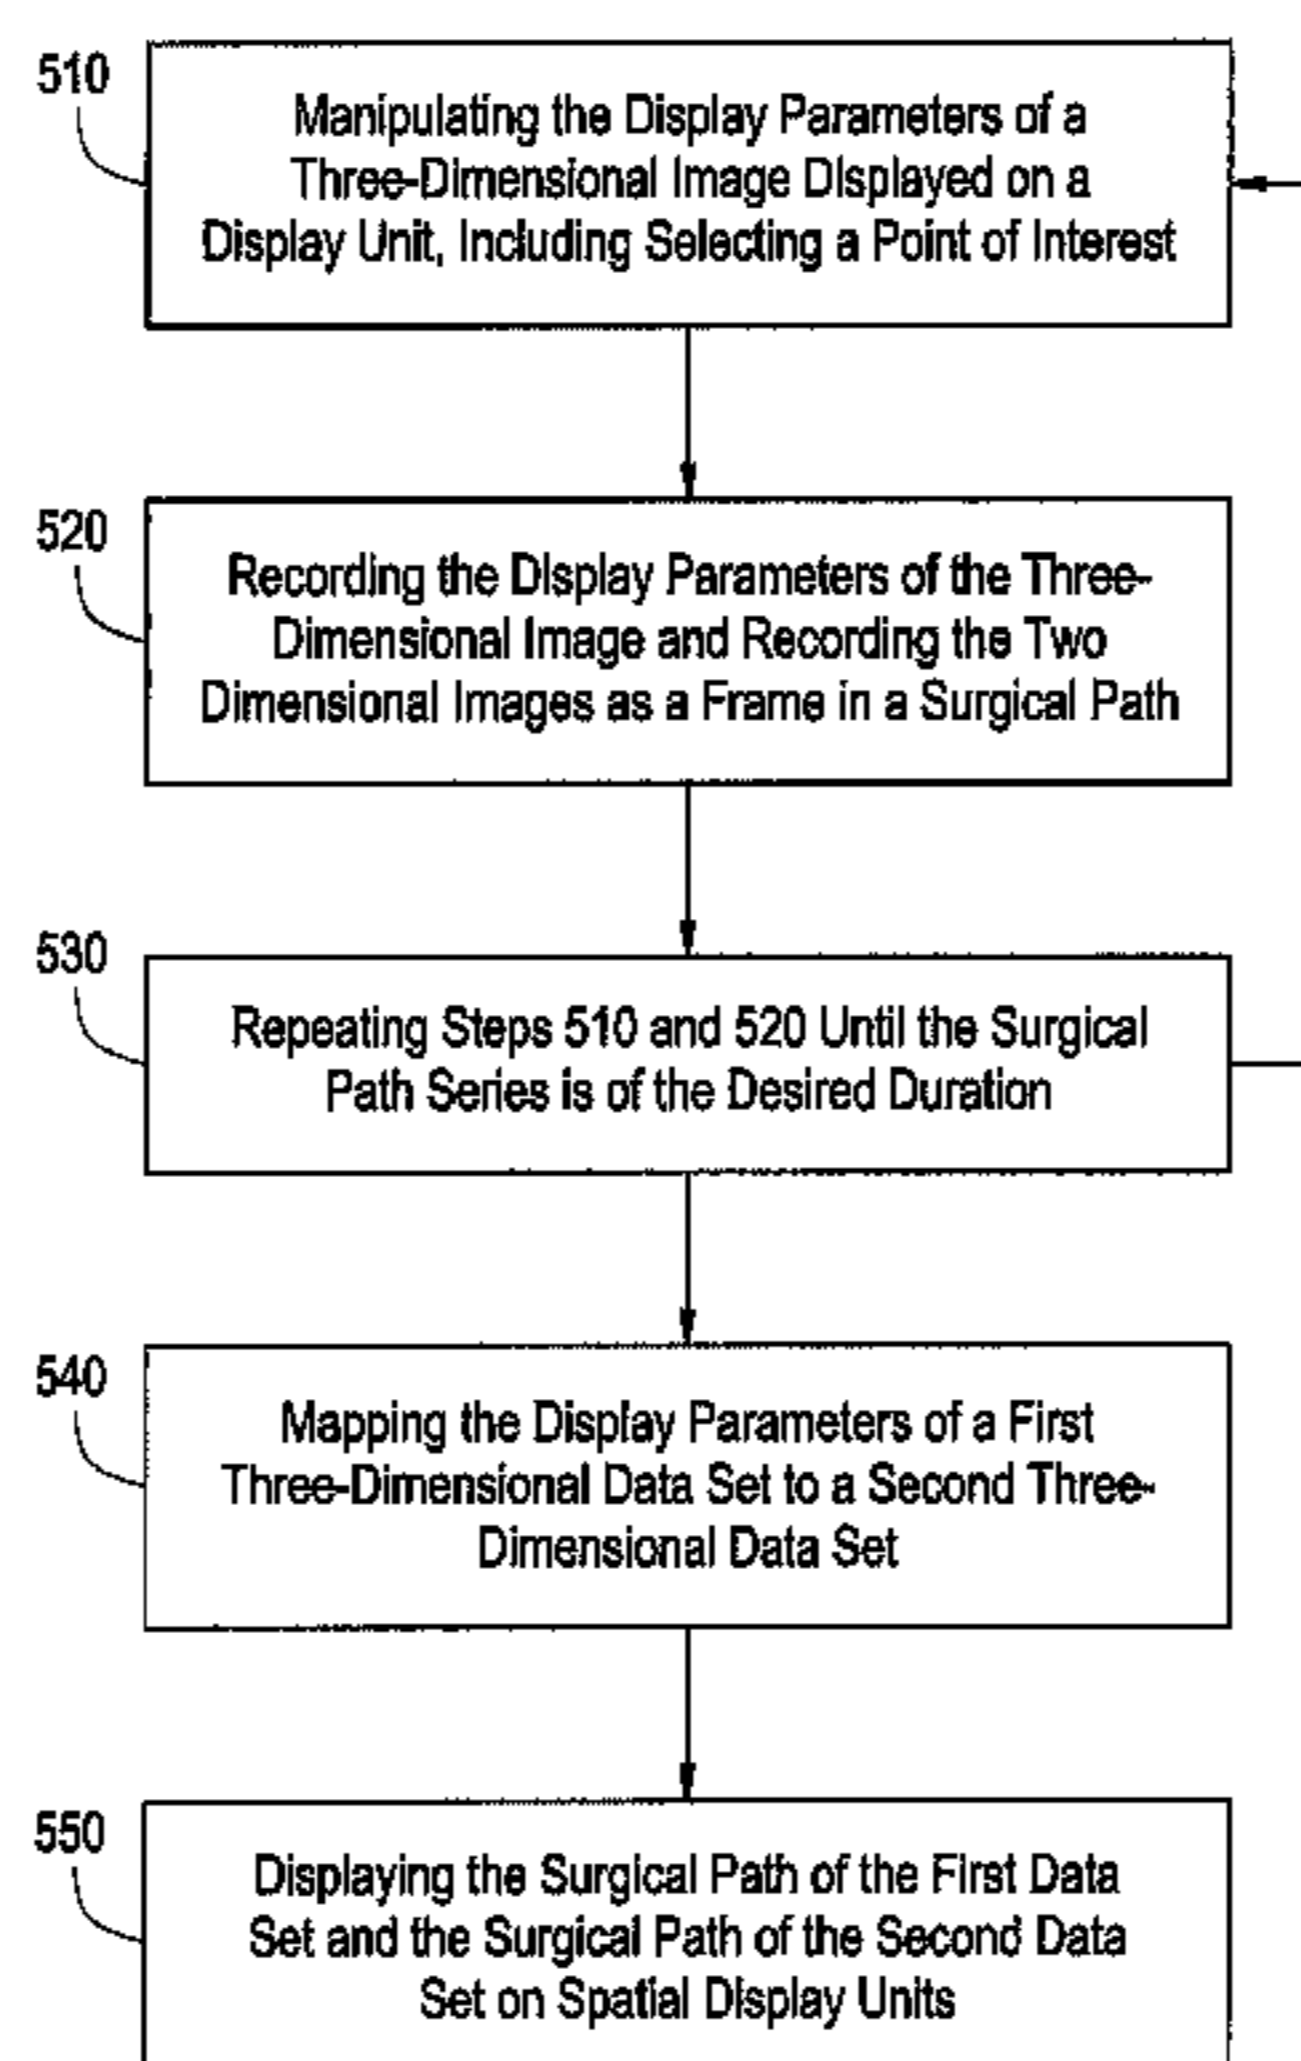 510
Manipulating the Display Parameters of a
Three-Dimensional Image Displayed on a
Display Unit, Including Selecting a Point of Interest
520
Recording the Display Parameters of the Three-
Dimensional Image and Recording the Two
Dimensional Images as a Frame in a Surgical Path
530
Repeating Steps 510 and 520 Until the Surgical
Path Series is of the Desired Duration
540
Mapping the Display Parameters of a First
Three-Dimensional Data Set to a Second Three-
Dimensional Data Set
550
Displaying the Surgical Path of the First Data
Set and the Surgical Path of the Second Data
Set on Spatial Display Units